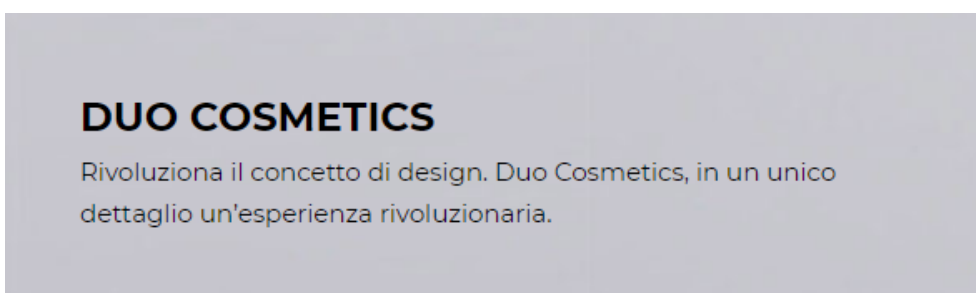 DUO COSMETICS
Rivoluziona il concetto di design. Duo Cosmetics, in un unico
dettaglio un'esperienza rivoluzionaria.